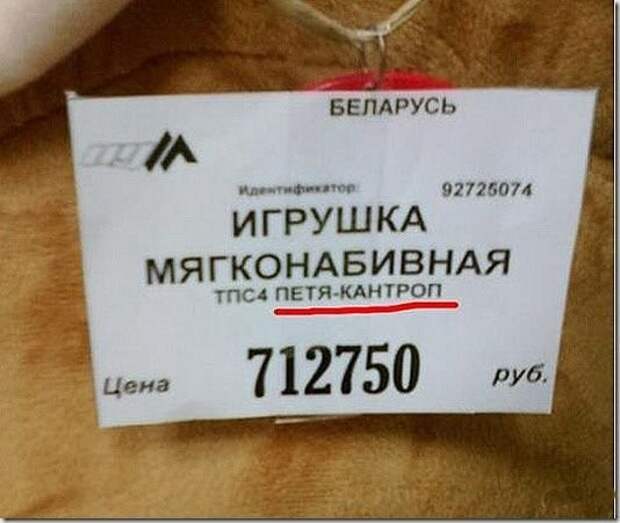 БЕЛАРУСЬ
Идентификатор: 92725074
ИГРУШКА
МЯГКОНАБИВНАЯ
ТПС4 ПЕТЯ-КАНТРОП
Цена 712750 руб.